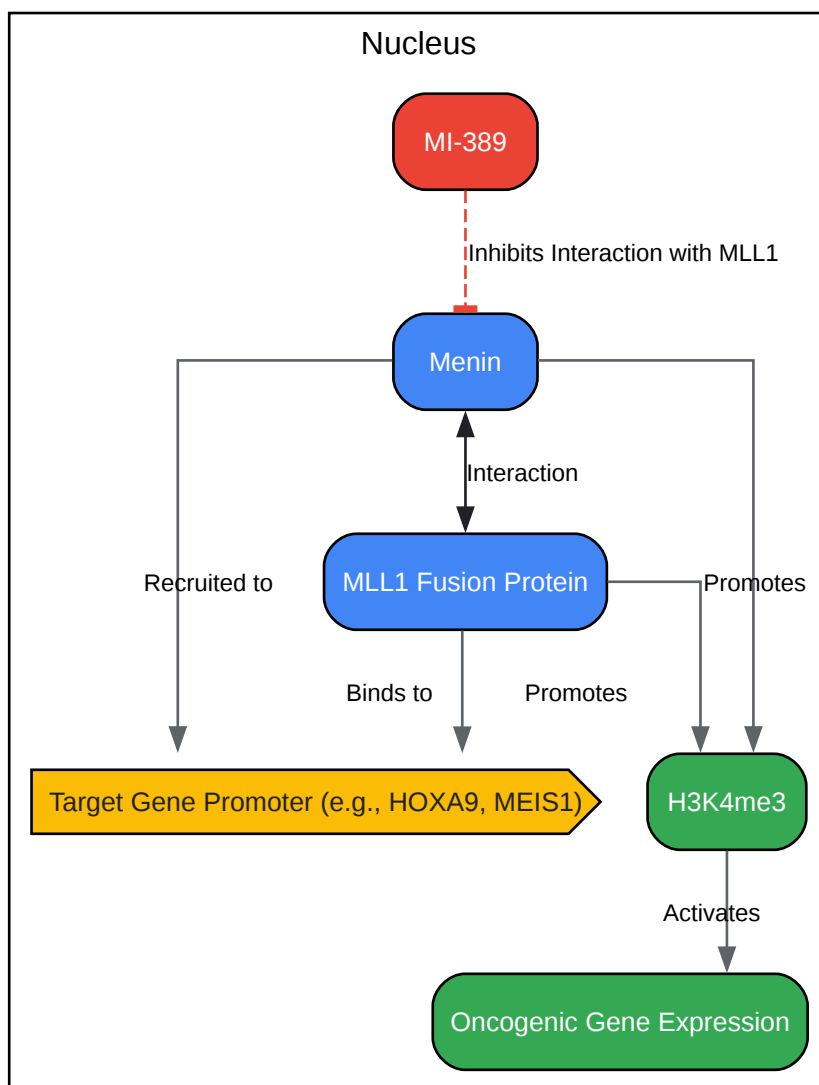 Nucleus
MI-389
Inhibits Interaction with MLL1
Menin
Interaction
MLL1 Fusion Protein
Recruited to
Promotes
Binds to
Promotes
Target Gene Promoter (e.g., HOXA9, MEIS1)
H3K4me3
Activates
Oncogenic Gene Expression